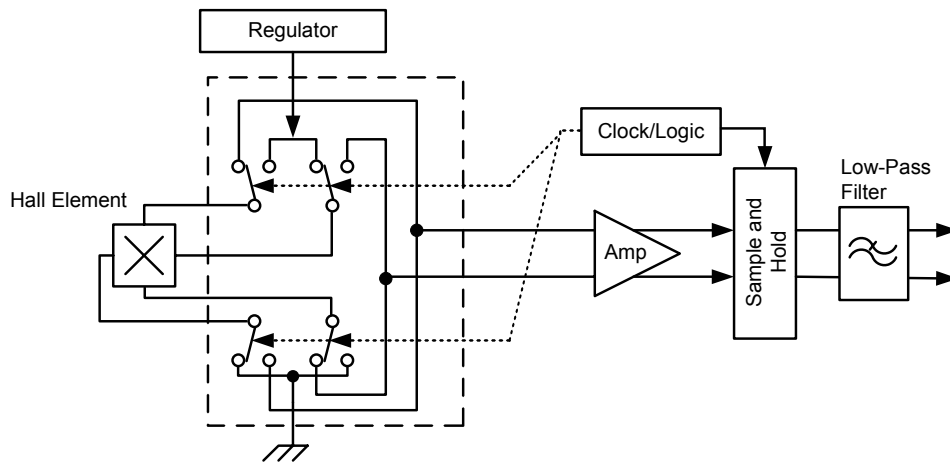 Regulator
Clock/Logic
Low-Pass
Filter
Hall Element
Amp
Sample and
Hold